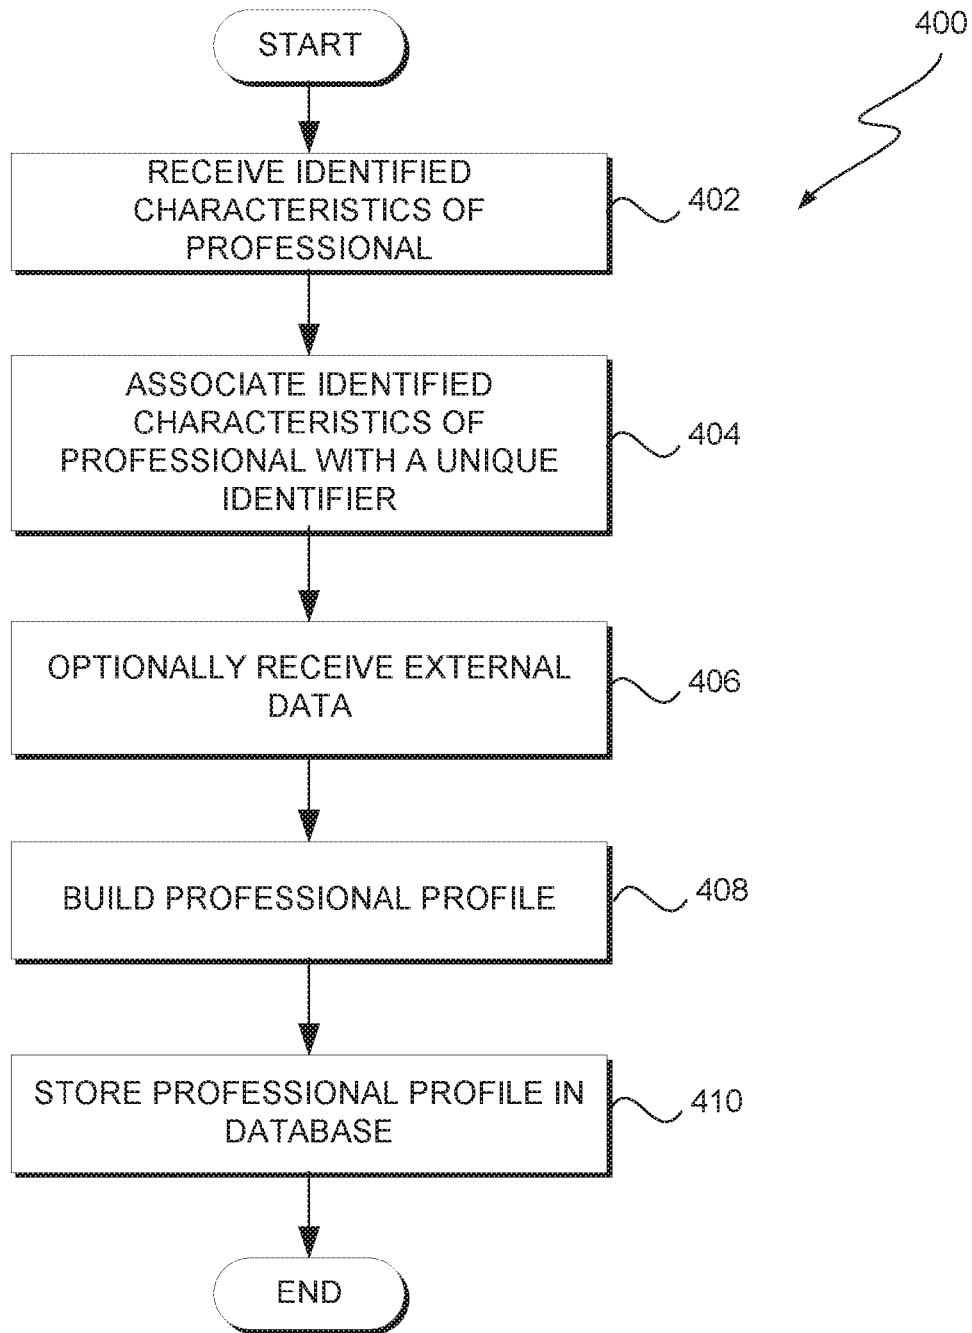 START
400
RECEIVE IDENTIFIED
CHARACTERISTICS OF
PROFESSIONAL
402
ASSOCIATE IDENTIFIED
CHARACTERISTICS OF
PROFESSIONAL WITH A UNIQUE
IDENTIFIER
404
OPTIONALLY RECEIVE EXTERNAL
DATA
406
BUILD PROFESSIONAL PROFILE
408
STORE PROFESSIONAL PROFILE IN
DATABASE
410
END